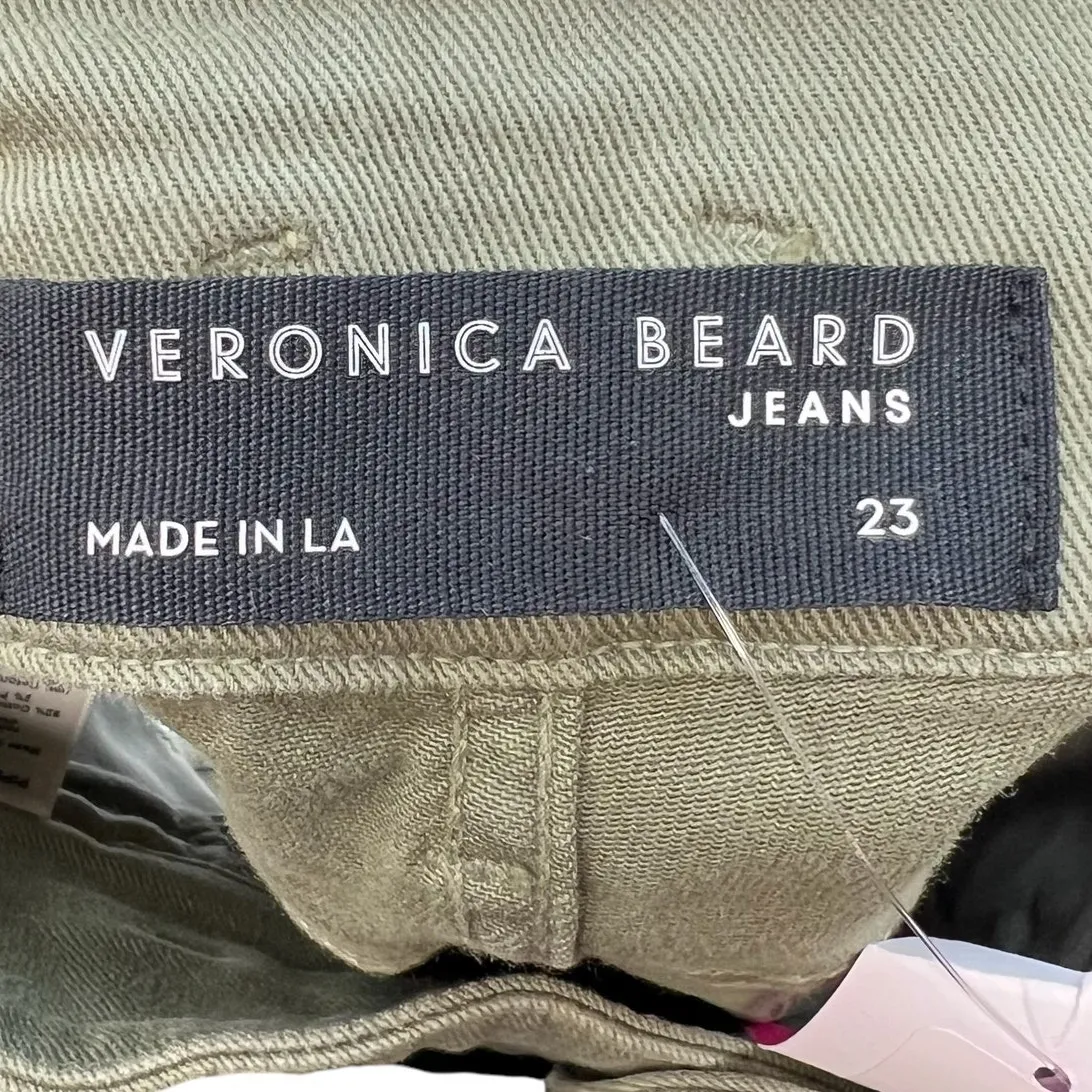 VERONICA BEARD
JEANS
MADE IN LA
23